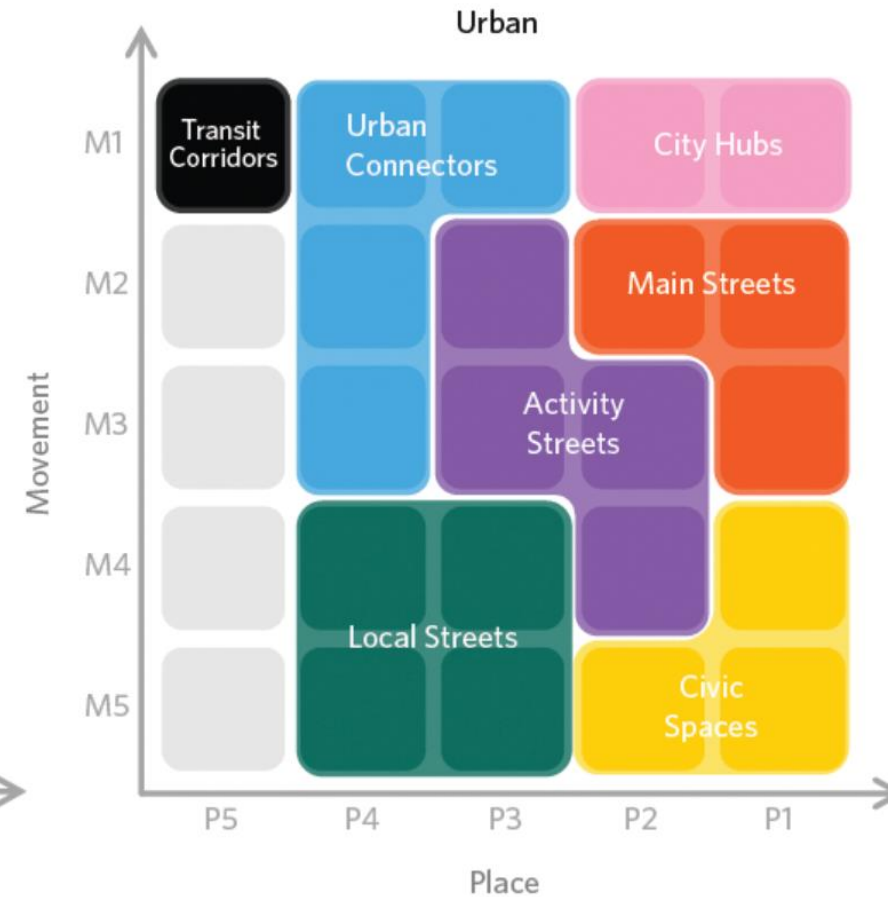 Urban
M1
Transit
Corridors
Urban
Connectors
City Hubs
M2
Main Streets
Movement
M3
Activity
Streets
M4
Local Streets
M5
Civic
Spaces
P5 P4 P3 P2 P1
Place